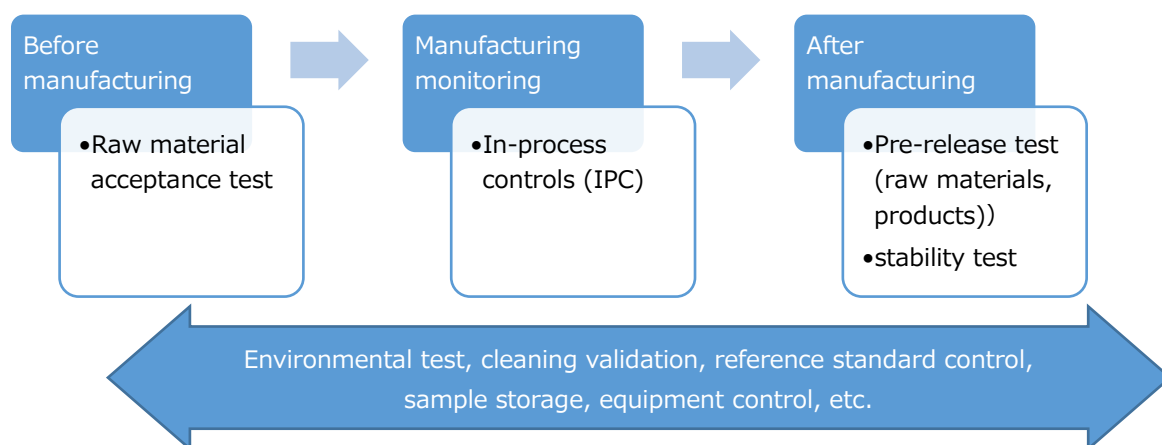 Before
manufacturing
•Raw material
acceptance test
Manufacturing
monitoring
•In-process
controls (IPC)
After
manufacturing
•Pre-release test
(raw materials,
products)）
•stability test
Environmental test, cleaning validation, reference standard control,
sample storage, equipment control, etc.